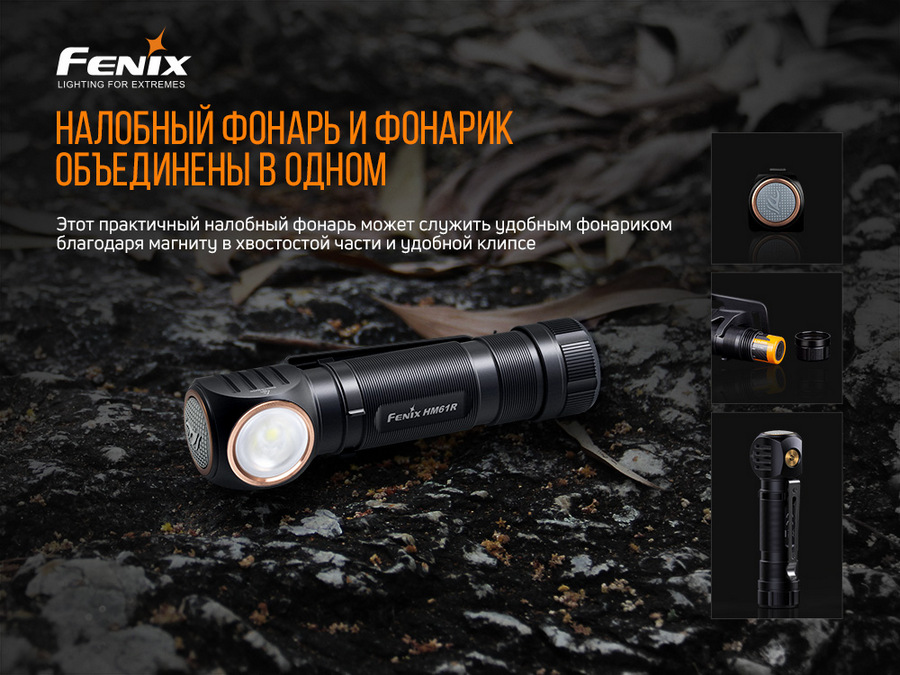 FENIX
LIGHTING FOR EXTREMES
НАЛОБНЫЙ ФОНАРЬ И ФОНАРИК
ОБЪЕДИНЕНЫ В ОДНОМ
Этот практичный налобный фонарь может служить удобным фонариком
благодаря магниту в хвостостой части и удобной клипсе
FENIX HM61R